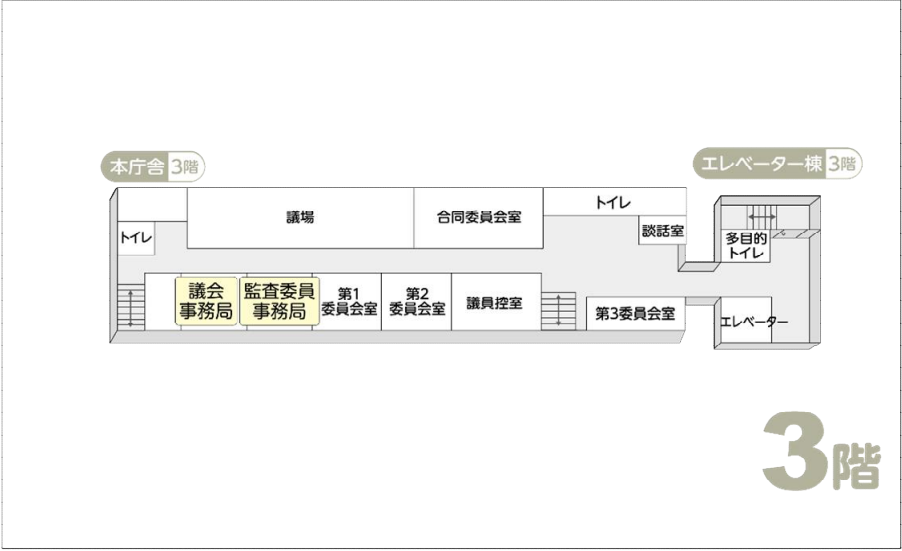 本庁舎 3階
エレベーター棟 3階
トイレ
議場
合同委員会室
トイレ
談話室
多目的
トイレ
議会
事務局
監査委員
事務局
第1
委員会室
第2
委員会室
議員控室
第3委員会室
エレベーター
3階